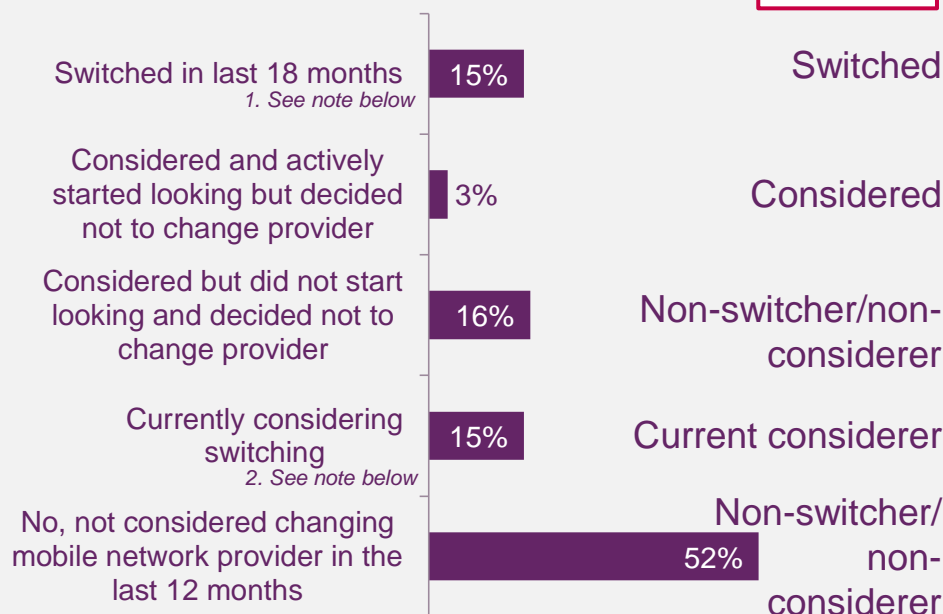 Switched in last 18 months
1. See note below
15%
Switched
Considered and actively
started looking but decided
not to change provider
3%
Considered
Considered but did not start
looking and decided not to
change provider
16%
Non-switcher/non-
considerer
Currently considering
switching
2. See note below
15%
Current considerer
No, not considered changing
mobile network provider in the
last 12 months
52%
Non-switcher/
non-
considerer